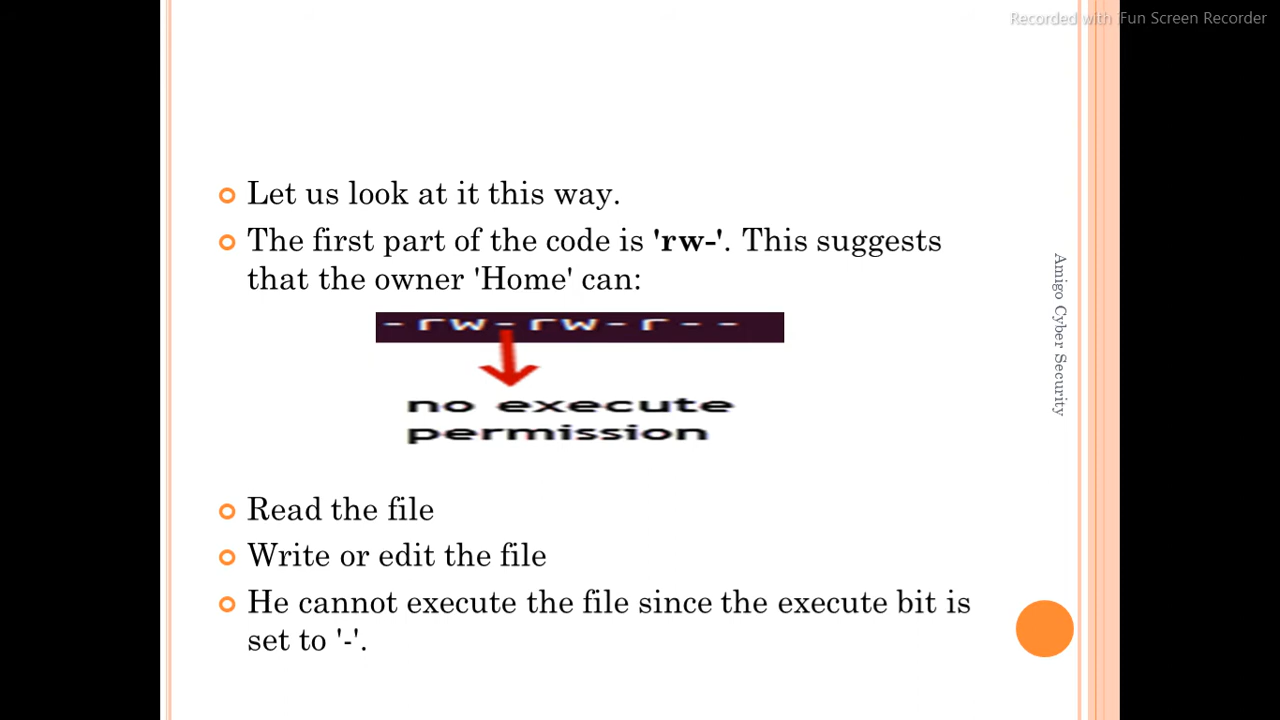 Recorded with iFun Screen Recorder
Let us look at it this way.
The first part of the code is 'rw-'. This suggests
that the owner 'Home' can:
-rw-rw-r--
no execute
permission
Read the file
Write or edit the file
He cannot execute the file since the execute bit is
set to '-'.
Amigo Cyber Security